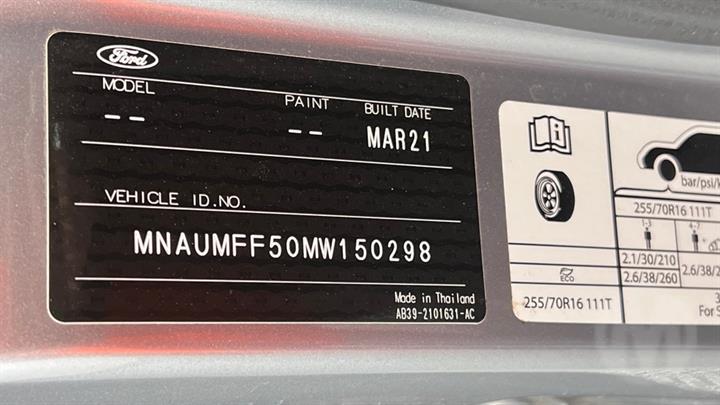 Ford
MODEL
-- 
PAINT
--
BUILT DATE
MAR21
VEHICLE ID.NO.
MNAUMFF50MW150298
Made in Thailand
AB39-2101631-AC
bar/psi/
255/70R16 111T
2.1/30/210
2.6/38/260
2.6/38/
ECO
255/70R16 111T
For S